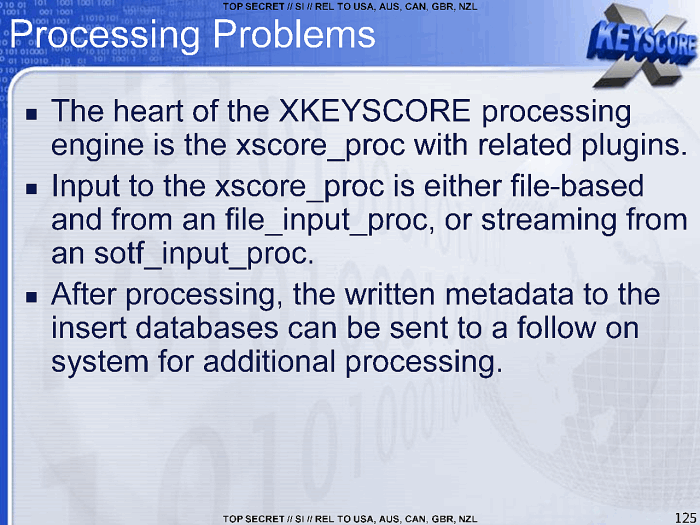 TOP SECRET // SI // REL TO USA, AUS, CAN, GBR, NZL
Processing Problems
X
KEYSCORE
■ The heart of the XKEYSCORE processing
engine is the xscore_proc with related plugins.
■ Input to the xscore_proc is either file-based
and from an file_input_proc, or streaming from
an sotf_input_proc.
■ After processing, the written metadata to the
insert databases can be sent to a follow on
system for additional processing.
TOP SECRET // SI // REL TO USA, AUS, CAN, GBR, NZL
125